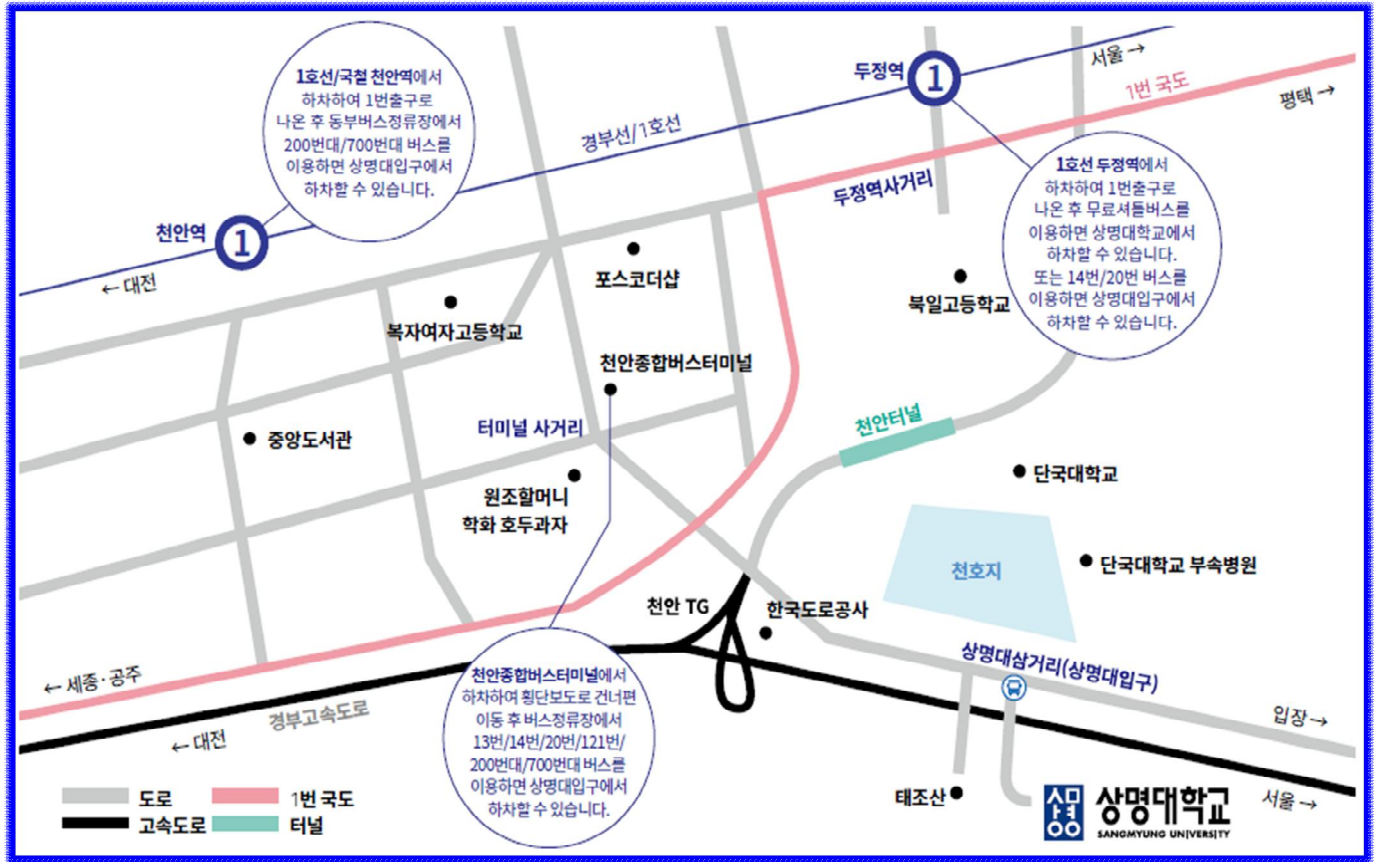 1호선/국철 천안역에서
하차하여 1번출구로
나온 후 동부버스정류장에서
200번대/700번대 버스를
이용하면 상명대입구에서
하차할 수 있습니다.
두정역
1
서울 →
1번 국도
평택 →
경부선/1호선
1호선 두정역에서
하차하여 1번출구로
나온 후 무료셔틀버스를
이용하면 상명대학교에서
하차할 수 있습니다.
또는 14번/20번 버스를
이용하면 상명대입구에서
하차할 수 있습니다.
두정역사거리
천안역
1
← 대전
포스코더샵
북일고등학교
복자여자고등학교
천안종합버스터미널
천안터널
터미널 사거리
중앙도서관
단국대학교
원조할머니
학화 호두과자
천호지
단국대학교 부속병원
천안 TG
한국도로공사
상명대삼거리(상명대입구)
← 세종·공주
천안종합버스터미널에서
하차하여 횡단보도로 건너편
이동 후 버스정류장에서
13번/14번/20번/121번/
200번대/700번대 버스를
이용하면 상명대입구에서
하차할 수 있습니다.
경부고속도로
← 대전
입장 →
태조산
서울 →
도로
1번 국도
고속도로
터널
상명
상명대학교
SANGMYUNG UNIVERSITY